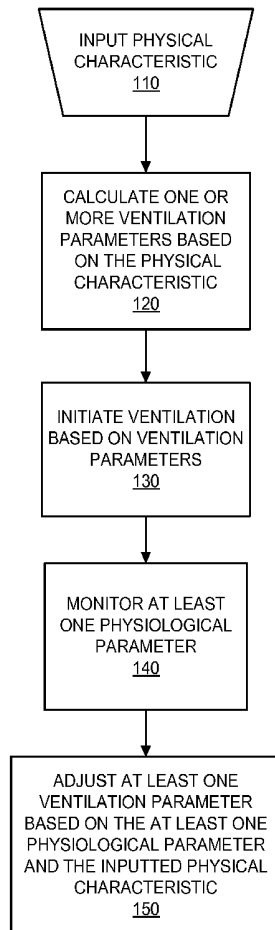 INPUT PHYSICAL
CHARACTERISTIC
110
CALCULATE ONE OR
MORE VENTILATION
PARAMETERS BASED
ON THE PHYSICAL
CHARACTERISTIC
120
INITIATE VENTILATION
BASED ON VENTILATION
PARAMETERS
130
MONITOR AT LEAST
ONE PHYSIOLOGICAL
PARAMETER
140
ADJUST AT LEAST ONE
VENTILATION PARAMETER
BASED ON THE AT LEAST ONE
PHYSIOLOGICAL PARAMETER
AND THE INPUTTED PHYSICAL
CHARACTERISTIC
150